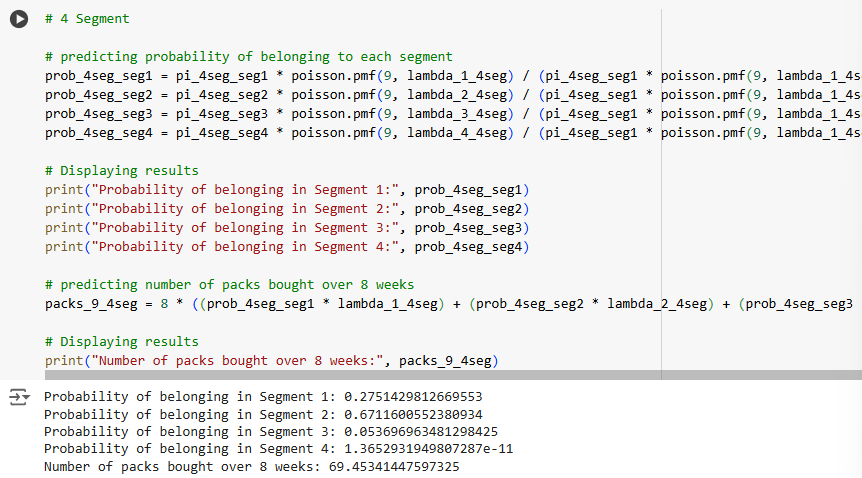 # 4 Segment
# predicting probability of belonging to each segment
prob_4seg_seg1 = pi_4seg_seg1 * poisson.pmf(9, lambda_1_4seg) / (pi_4seg_seg1 * poisson.pmf(9, lambda_1_4s
prob_4seg_seg2 = pi_4seg_seg2 * poisson.pmf(9, lambda_2_4seg) / (pi_4seg_seg1 * poisson.pmf(9, lambda_1_4s
prob_4seg_seg3 = pi_4seg_seg3 * poisson.pmf(9, lambda_3_4seg) / (pi_4seg_seg1 * poisson.pmf(9, lambda_1_4s
prob_4seg_seg4 = pi_4seg_seg4 * poisson.pmf(9, lambda_4_4seg) / (pi_4seg_seg1 * poisson.pmf(9, lambda_1_4s
# Displaying results
print("Probability of belonging in Segment 1:", prob_4seg_seg1)
print("Probability of belonging in Segment 2:", prob_4seg_seg2)
print("Probability of belonging in Segment 3:", prob_4seg_seg3)
print("Probability of belonging in Segment 4:", prob_4seg_seg4)
# predicting number of packs bought over 8 weeks
packs_9_4seg = 8 * ((prob_4seg_seg1 * lambda_1_4seg) + (prob_4seg_seg2 * lambda_2_4seg) + (prob_4seg_seg3
# Displaying results
print("Number of packs bought over 8 weeks:", packs_9_4seg)
Probability of belonging in Segment 1: 0.2751429812669553
Probability of belonging in Segment 2: 0.6711600552380934
Probability of belonging in Segment 3: 0.053696963481298425
Probability of belonging in Segment 4: 1.3652931949807287e-11
Number of packs bought over 8 weeks: 69.45341447597325